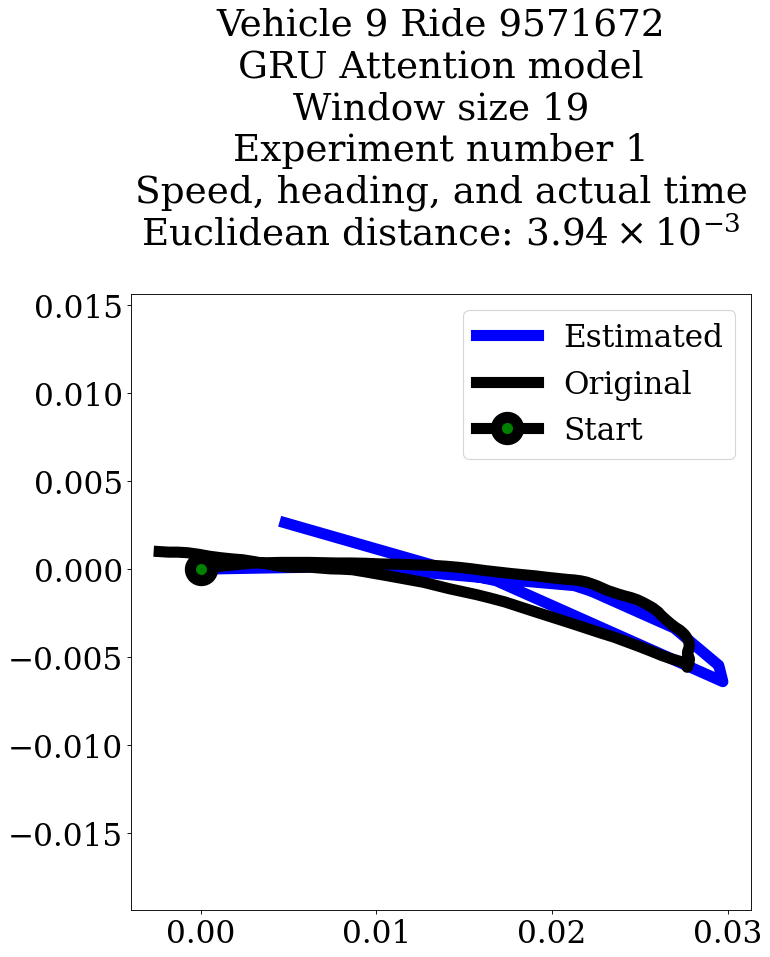 Vehicle 9 Ride 9571672
GRU Attention model
Window size 19
Experiment number 1
Speed, heading, and actual time
Euclidean distance: 3.94 × 10⁻³
Estimated
Original
Start
0.015
0.010
0.005
0.000
−0.005
−0.010
−0.015
0.00 0.01 0.02 0.03